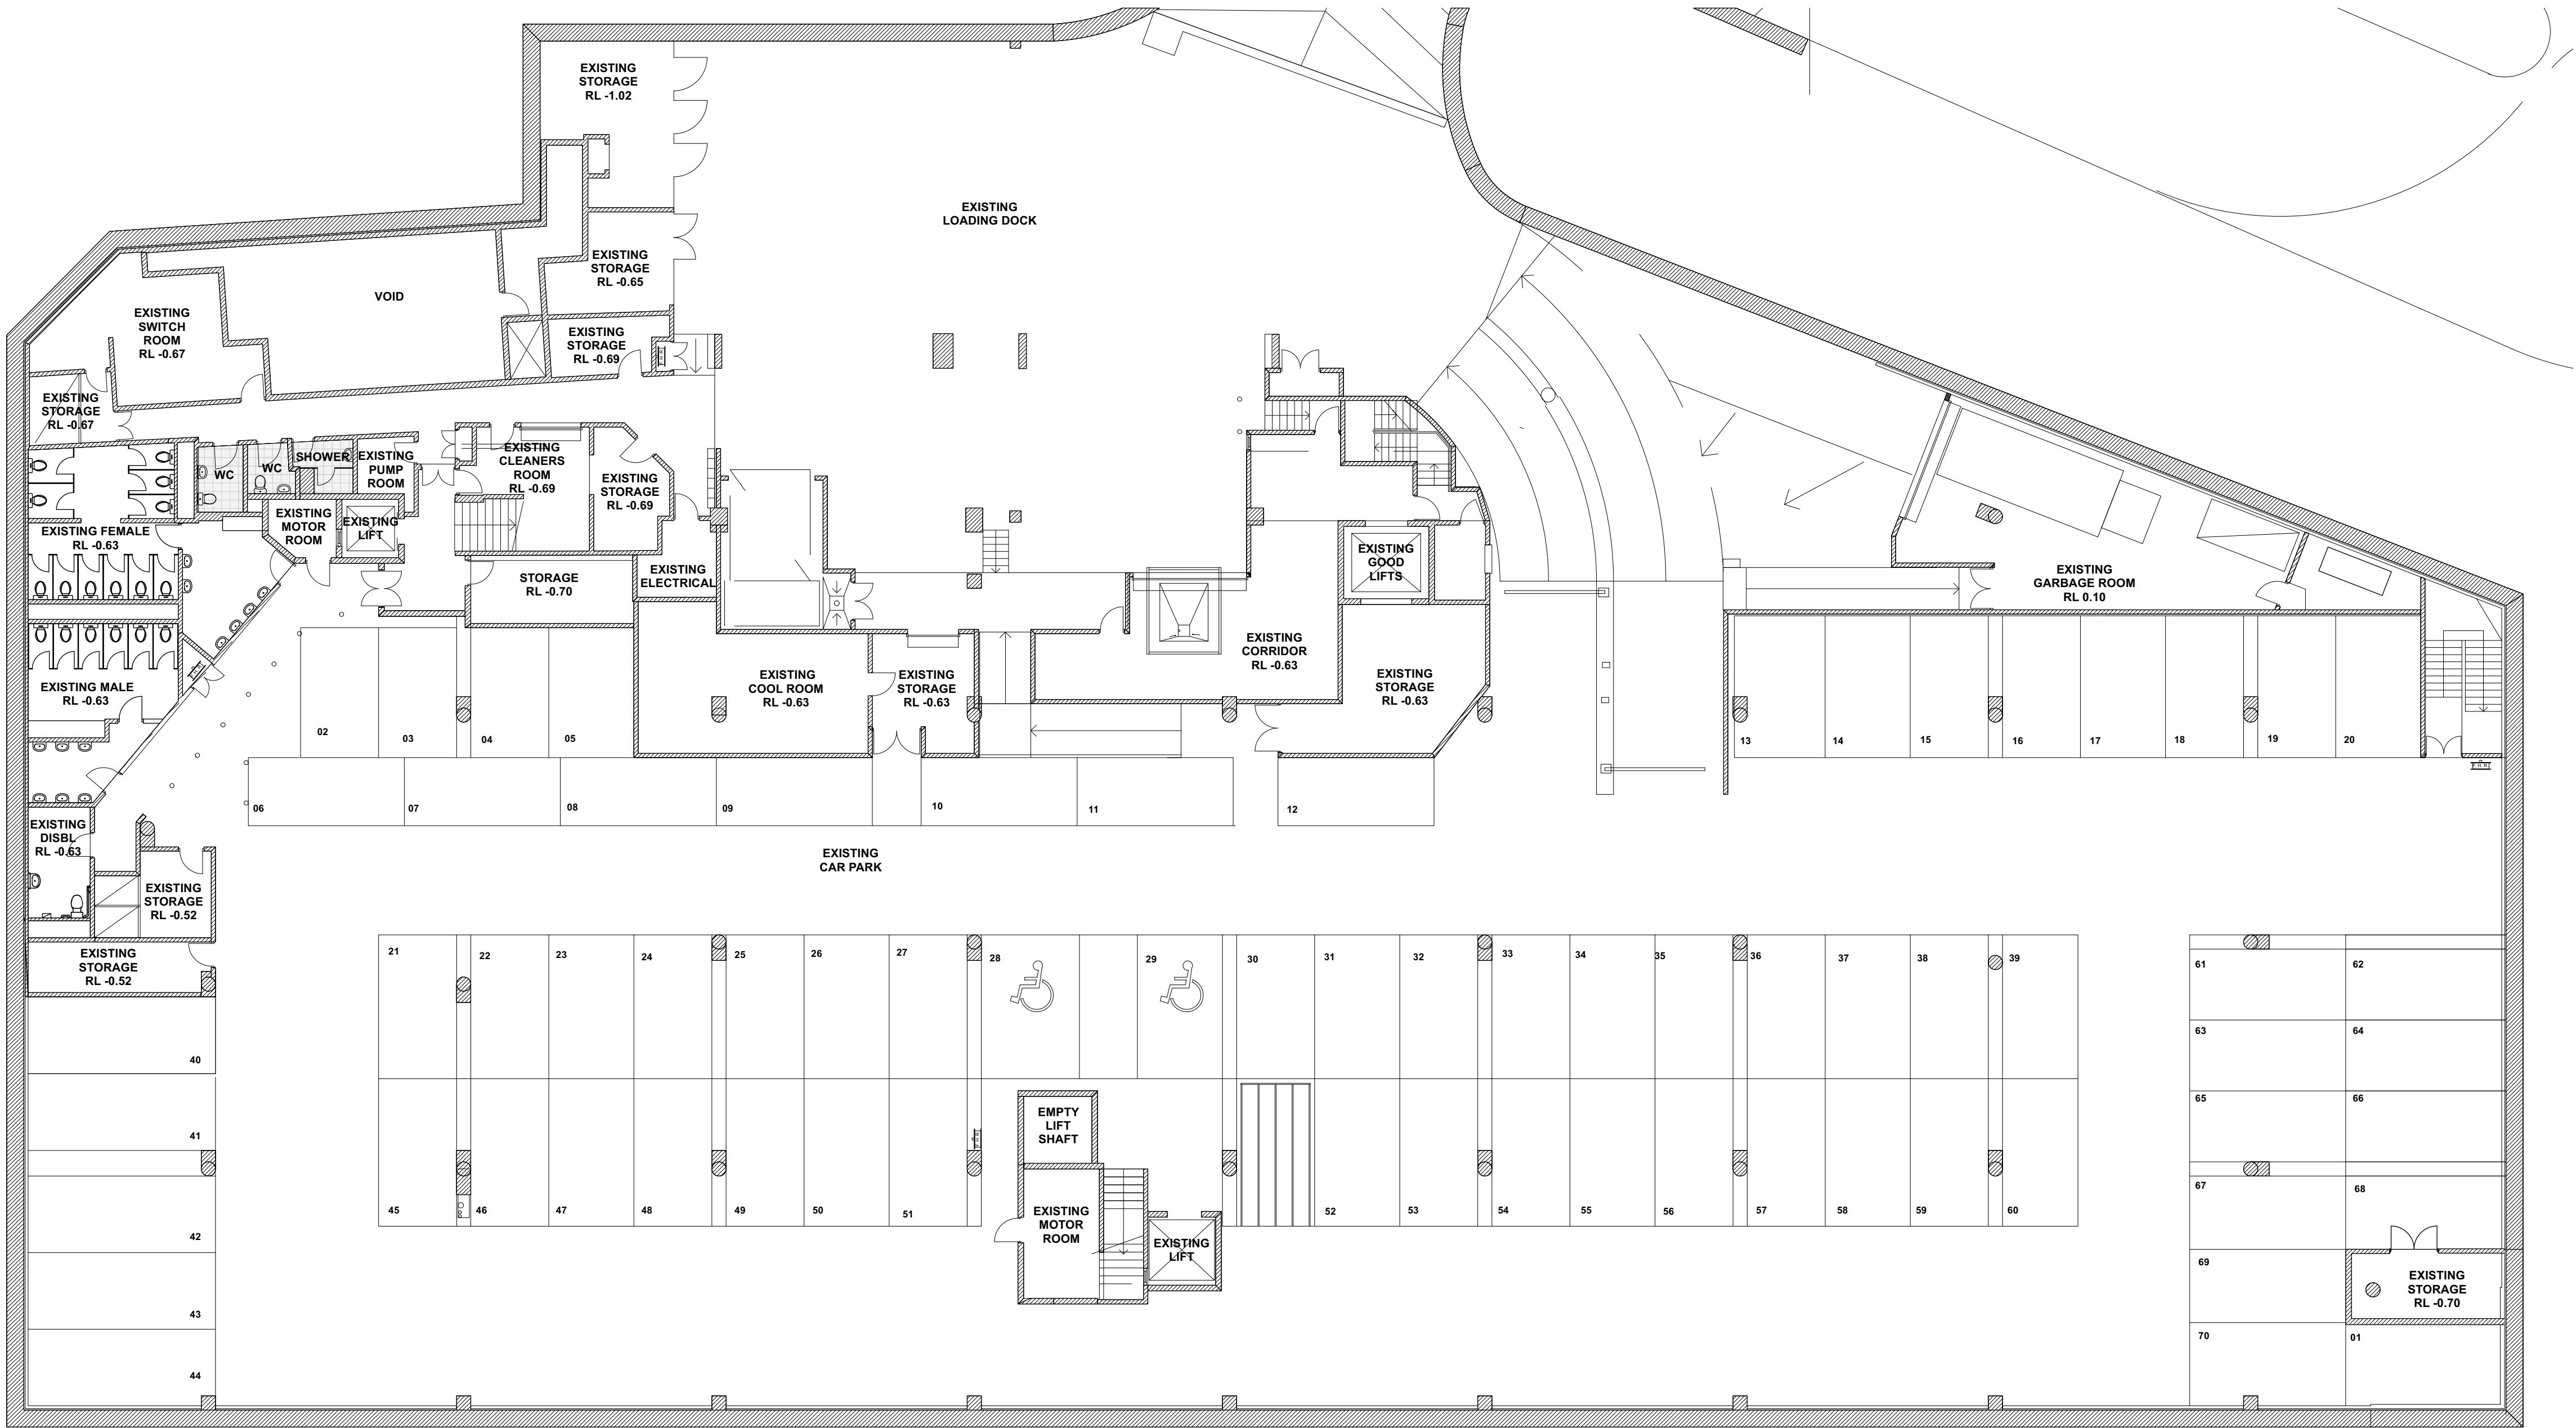 EXISTING
STORAGE
RL -1.02
EXISTING
LOADING DOCK
EXISTING
STORAGE
RL -0.65
VOID
EXISTING
SWITCH
ROOM
RL -0.67
EXISTING
STORAGE
RL -0.69
EXISTING
STORAGE
RL -0.67
WC
WC
SHOWER
EXISTING
PUMP
ROOM
EXISTING
CLEANERS
ROOM
RL -0.69
EXISTING
STORAGE
RL -0.69
EXISTING
MOTOR
ROOM
EXISTING
LIFT
EXISTING FEMALE
RL -0.63
STORAGE
RL -0.70
EXISTING
ELECTRICAL
EXISTING
GOOD
LIFTS
EXISTING
GARBAGE ROOM
RL 0.10
EXISTING MALE
RL -0.63
EXISTING
COOL ROOM
RL -0.63
EXISTING
STORAGE
RL -0.63
EXISTING
CORRIDOR
RL -0.63
EXISTING
STORAGE
RL -0.63
02
03
04
05
13
14
15
16
17
18
19
20
06
07
08
09
10
11
12
EXISTING
DISBL
RL -0.63
EXISTING
CAR PARK
EXISTING
STORAGE
RL -0.52
EXISTING
STORAGE
RL -0.52
21
22
23
24
25
26
27
28
29
30
31
32
33
34
35
36
37
38
39
61
62
63
64
40
41
42
43
44
EMPTY
LIFT
SHAFT
65
66
67
68
45
46
47
48
49
50
51
EXISTING
MOTOR
ROOM
EXISTING
LIFT
52
53
54
55
56
57
58
59
60
69
EXISTING
STORAGE
RL -0.70
70
01